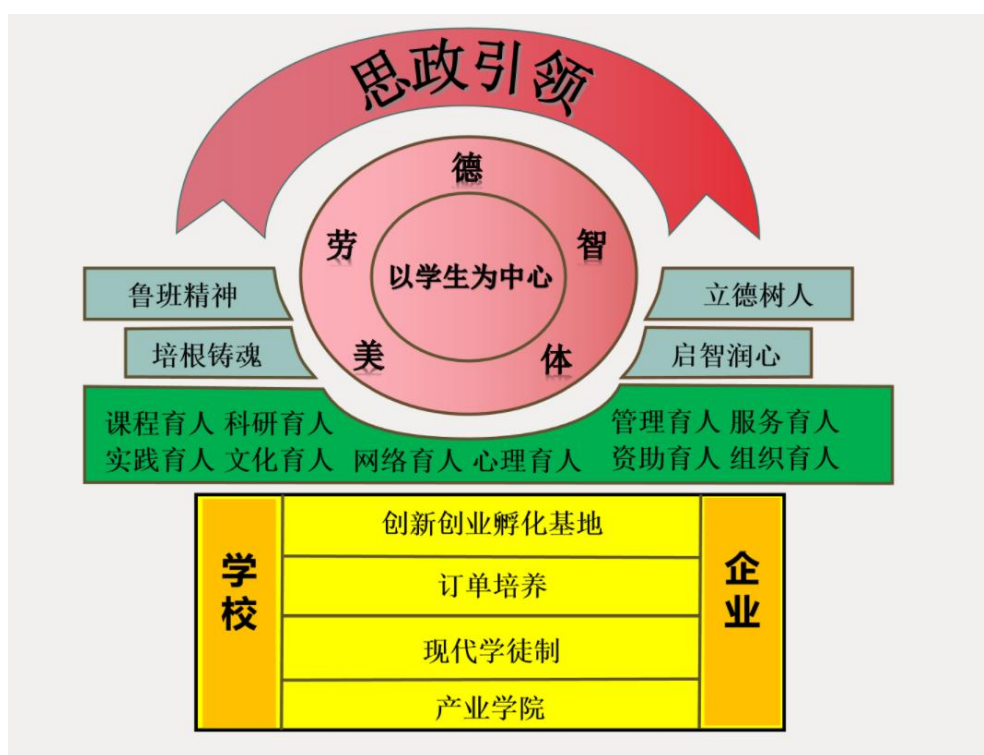 思政引领
德
劳
智
以学生为中心
美
体
鲁班精神
立德树人
培根铸魂
启智润心
课程育人 科研育人
管理育人 服务育人
实践育人 文化育人
网络育人 心理育人
资助育人 组织育人
学校
创新创业孵化基地
订单培养
现代学徒制
产业学院
企业